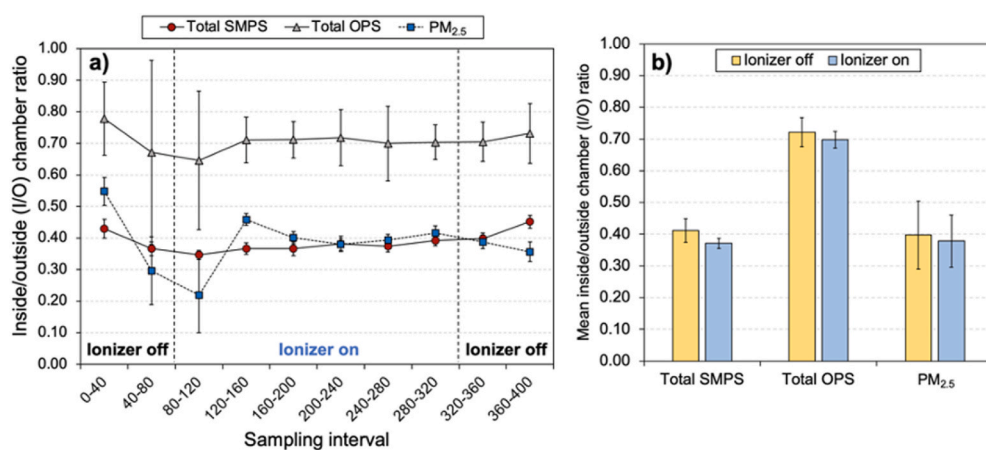 Total SMPS Total OPS PM2.5
a)
Inside/outside (I/O) chamber ratio
1.00
0.90
0.80
0.70
0.60
0.50
0.40
0.30
0.20
0.10
0.00
Ionizer off Ionizer on Ionizer off
0-40 40-80 80-120 120-160 160-200 200-240 240-280 280-320 320-360 360-400
Sampling interval
b)
Ionizer off Ionizer on
Mean inside/outside chamber (I/O) ratio
1.00
0.90
0.80
0.70
0.60
0.50
0.40
0.30
0.20
0.10
0.00
Total SMPS Total OPS PM2.5